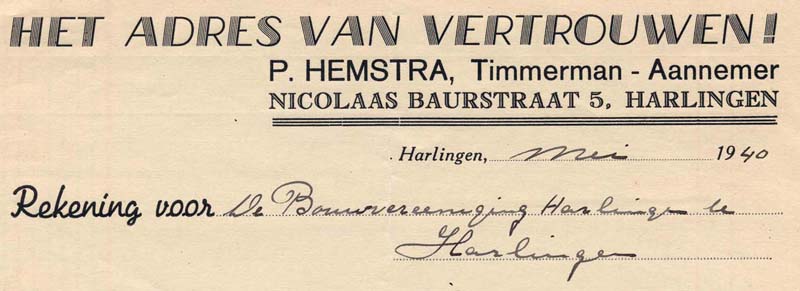 HET ADRES VAN VERTROUWEN!
P. HEMSTRA, Timmerman - Aannemer
NICOLAAS BAURSTRAAT 5, HARLINGEN
Harlingen, Mei 1940
Rekening voor De Bouwvereeniging Harlingen te
Harlingen